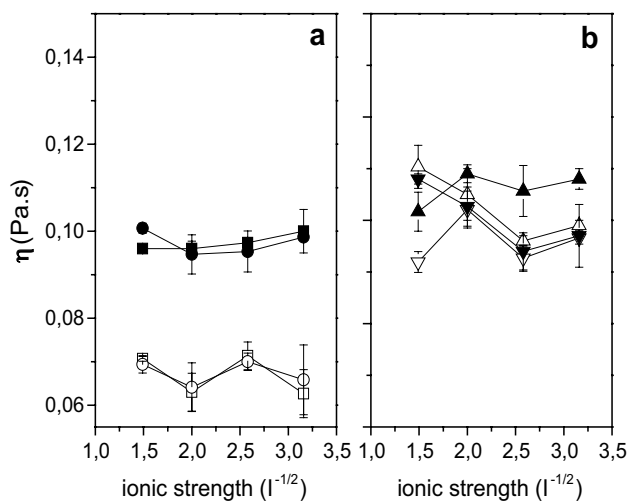 a
b
0,14
0,12
0,10
0,08
0,06
η (Pa.s)
1,0 1,5 2,0 2,5 3,0 3,5
1,0 1,5 2,0 2,5 3,0 3,5
ionic strength (I⁻¹/²)
ionic strength (I⁻¹/²)